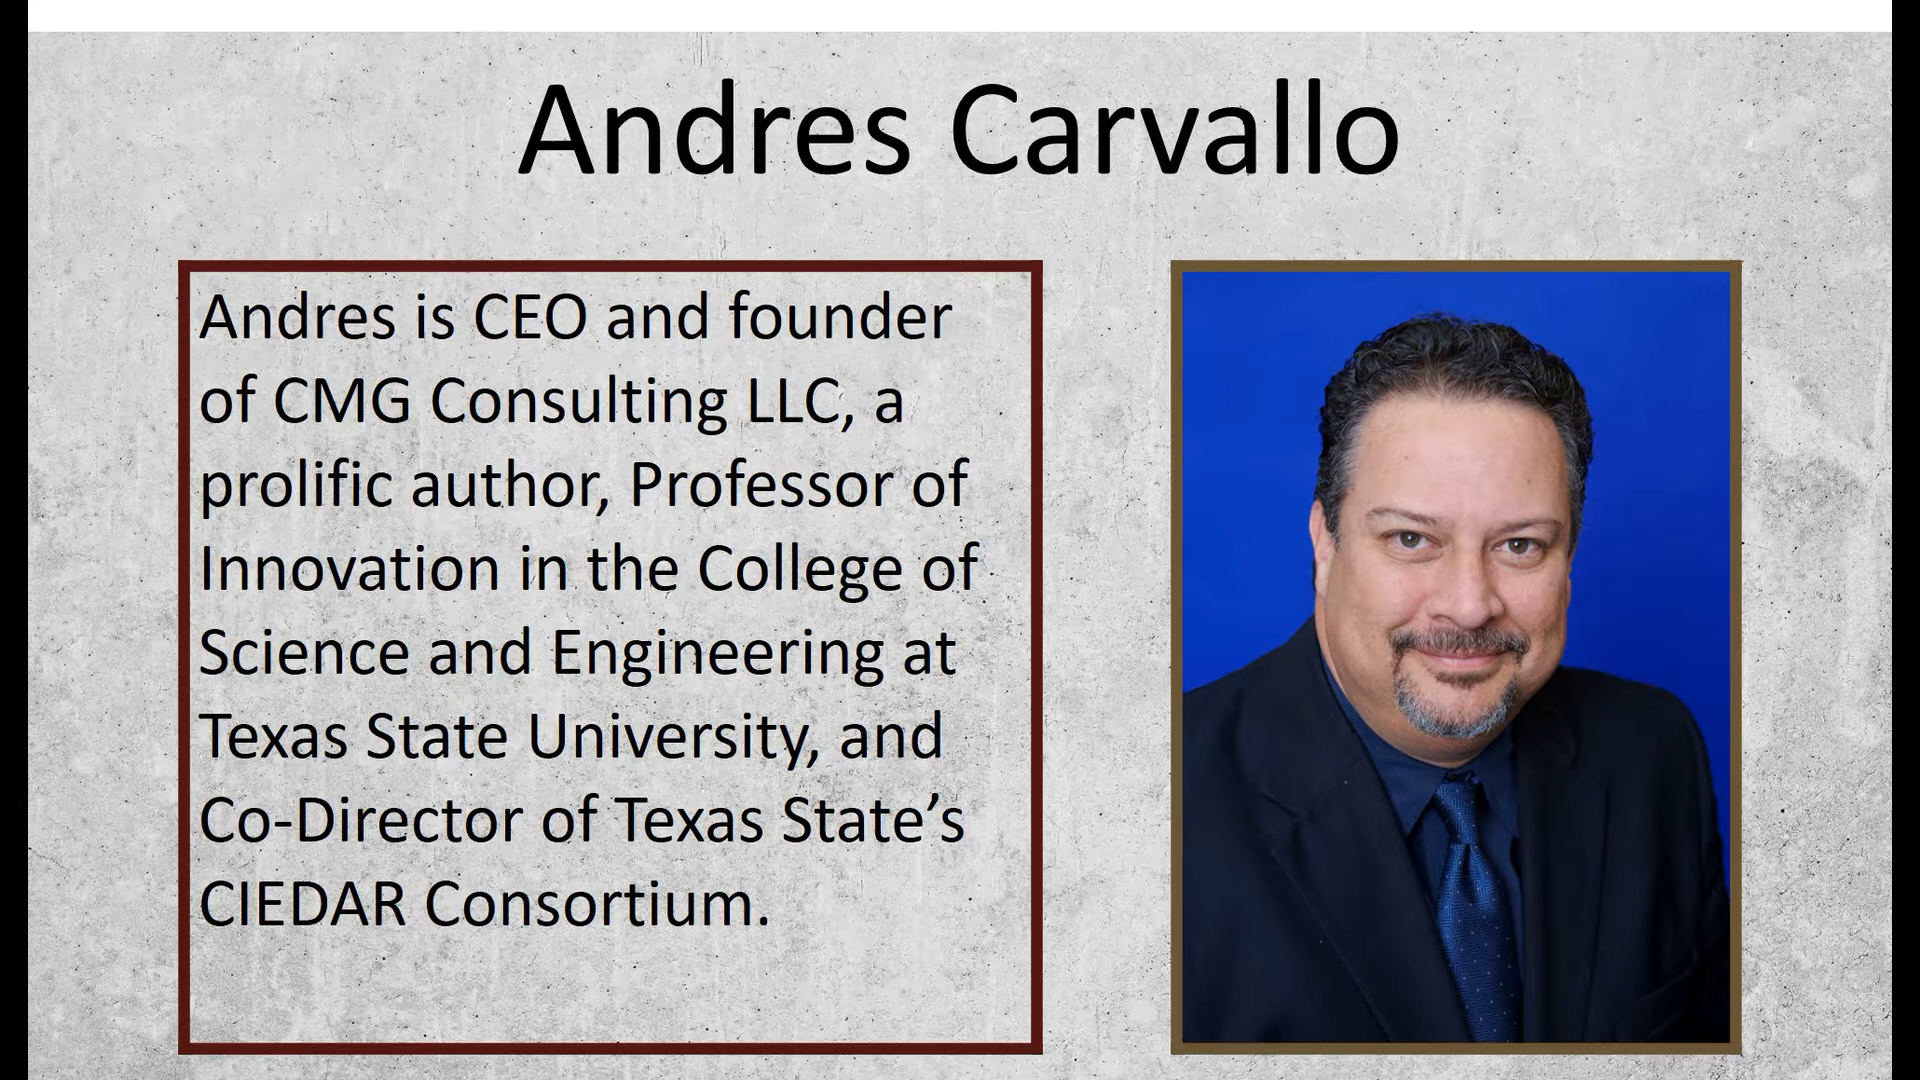 Andres Carvallo
Andres is CEO and founder
of CMG Consulting LLC, a
prolific author, Professor of
Innovation in the College of
Science and Engineering at
Texas State University, and
Co-Director of Texas State’s
CIEDAR Consortium.